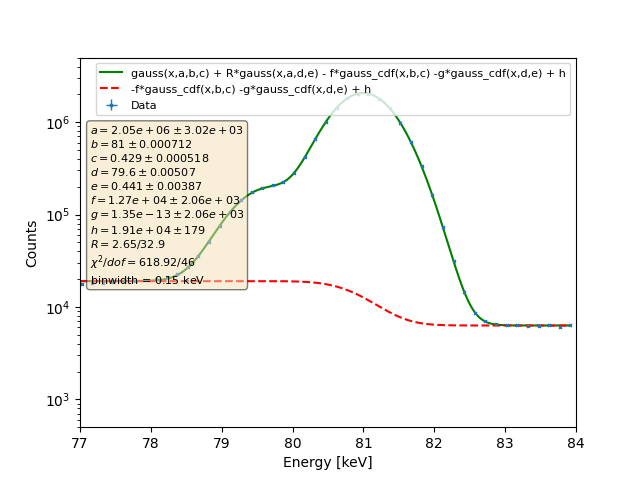 gauss(x,a,b,c) + R*gauss(x,a,d,e) - f*gauss_cdf(x,b,c) -g*gauss_cdf(x,d,e) + h
-f*gauss_cdf(x,b,c) -g*gauss_cdf(x,d,e) + h
Data
a = 2.05e + 06 ± 3.02e + 03
b = 81 ± 0.000712
c = 0.429 ± 0.000518
d = 79.6 ± 0.00507
e = 0.441 ± 0.00387
f = 1.27e + 04 ± 2.06e + 03
g = 1.35e − 13 ± 2.06e + 03
h = 1.91e + 04 ± 179
R = 2.65/32.9
χ²/dof = 618.92/46
binwidth = 0.15 keV
10⁶
10⁵
10⁴
10³
Counts
77 78 79 80 81 82 83 84
Energy [keV]